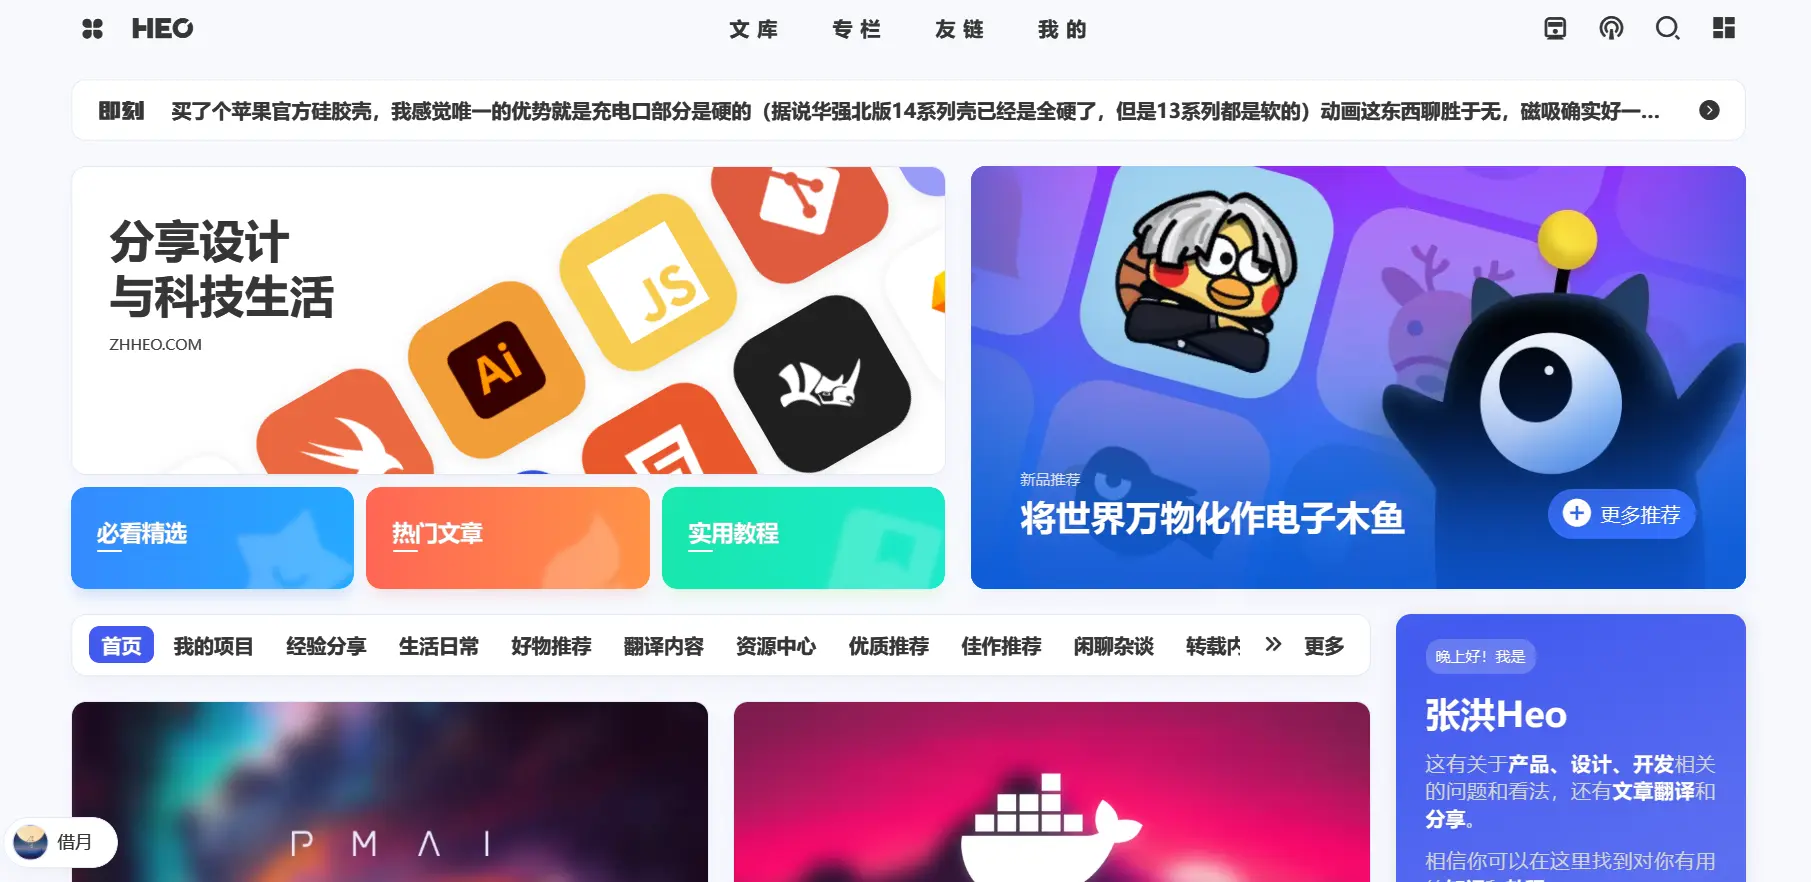 HEO
文库 专栏 友链 我的
即刻 买了个苹果官方硅胶壳，我感觉唯一的优势就是充电口部分是硬的（据说华强北版14系列壳已经是全硬了，但是13系列都是软的）动画这东西聊胜于无，磁吸确实好一...
分享设计
与科技生活
ZHHEO.COM
JS
Ai
新品推荐
将世界万物化作电子木鱼
更多推荐
必看精选 热门文章 实用教程
首页 我的项目 经验分享 生活日常 好物推荐 翻译内容 资源中心 优质推荐 佳作推荐 闲聊杂谈 转载内 更多
晚上好！我是
张洪Heo
这有关于产品、设计、开发相关
的问题和看法，还有文章翻译和
分享。
相信你可以在这里找到对你有用
PMAI
借月